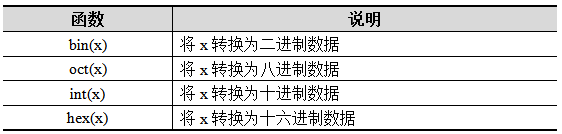 函数 说明
bin(x) 将 x 转换为二进制数据
oct(x) 将 x 转换为八进制数据
int(x) 将 x 转换为十进制数据
hex(x) 将 x 转换为十六进制数据